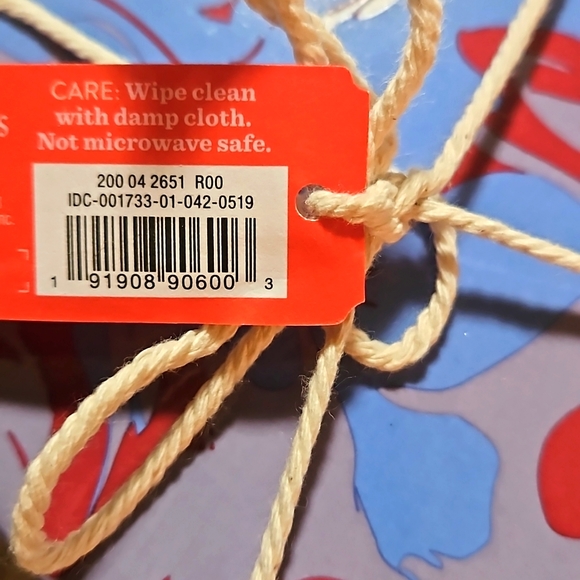 CARE: Wipe clean
with damp cloth.
Not microwave safe.
200 04 2651 R00
IDC-001733-01-042-0519
1 91908 90600 3